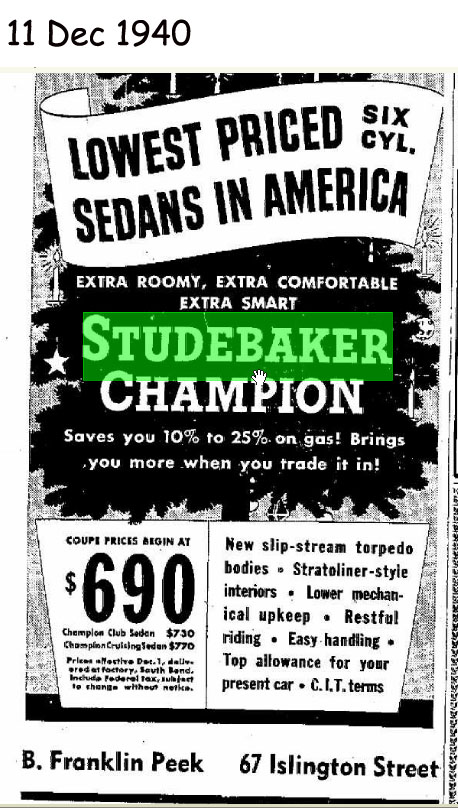 11 Dec 1940
LOWEST PRICED SIX CYL.
SEDANS IN AMERICA
EXTRA ROOMY, EXTRA COMFORTABLE
EXTRA SMART
STUDEBAKER
CHAMPION
Saves you 10% to 25% on gas! Brings
you more when you trade it in!
COUPE PRICES BEGIN AT
$690
Champion Club Sedan $730
Champion Cruising Sedan $770
Prices effective Dec. 1, deliv-
ered at factory, South Bend.
Include Federal tax, subject
to change without notice.
New slip-stream torpedo
bodies • Stratoliner-style
interiors • Lower mechan-
ical upkeep • Restful
riding • Easy handling •
Top allowance for your
present car • C.I.T. terms
B. Franklin Peek 67 Islington Street